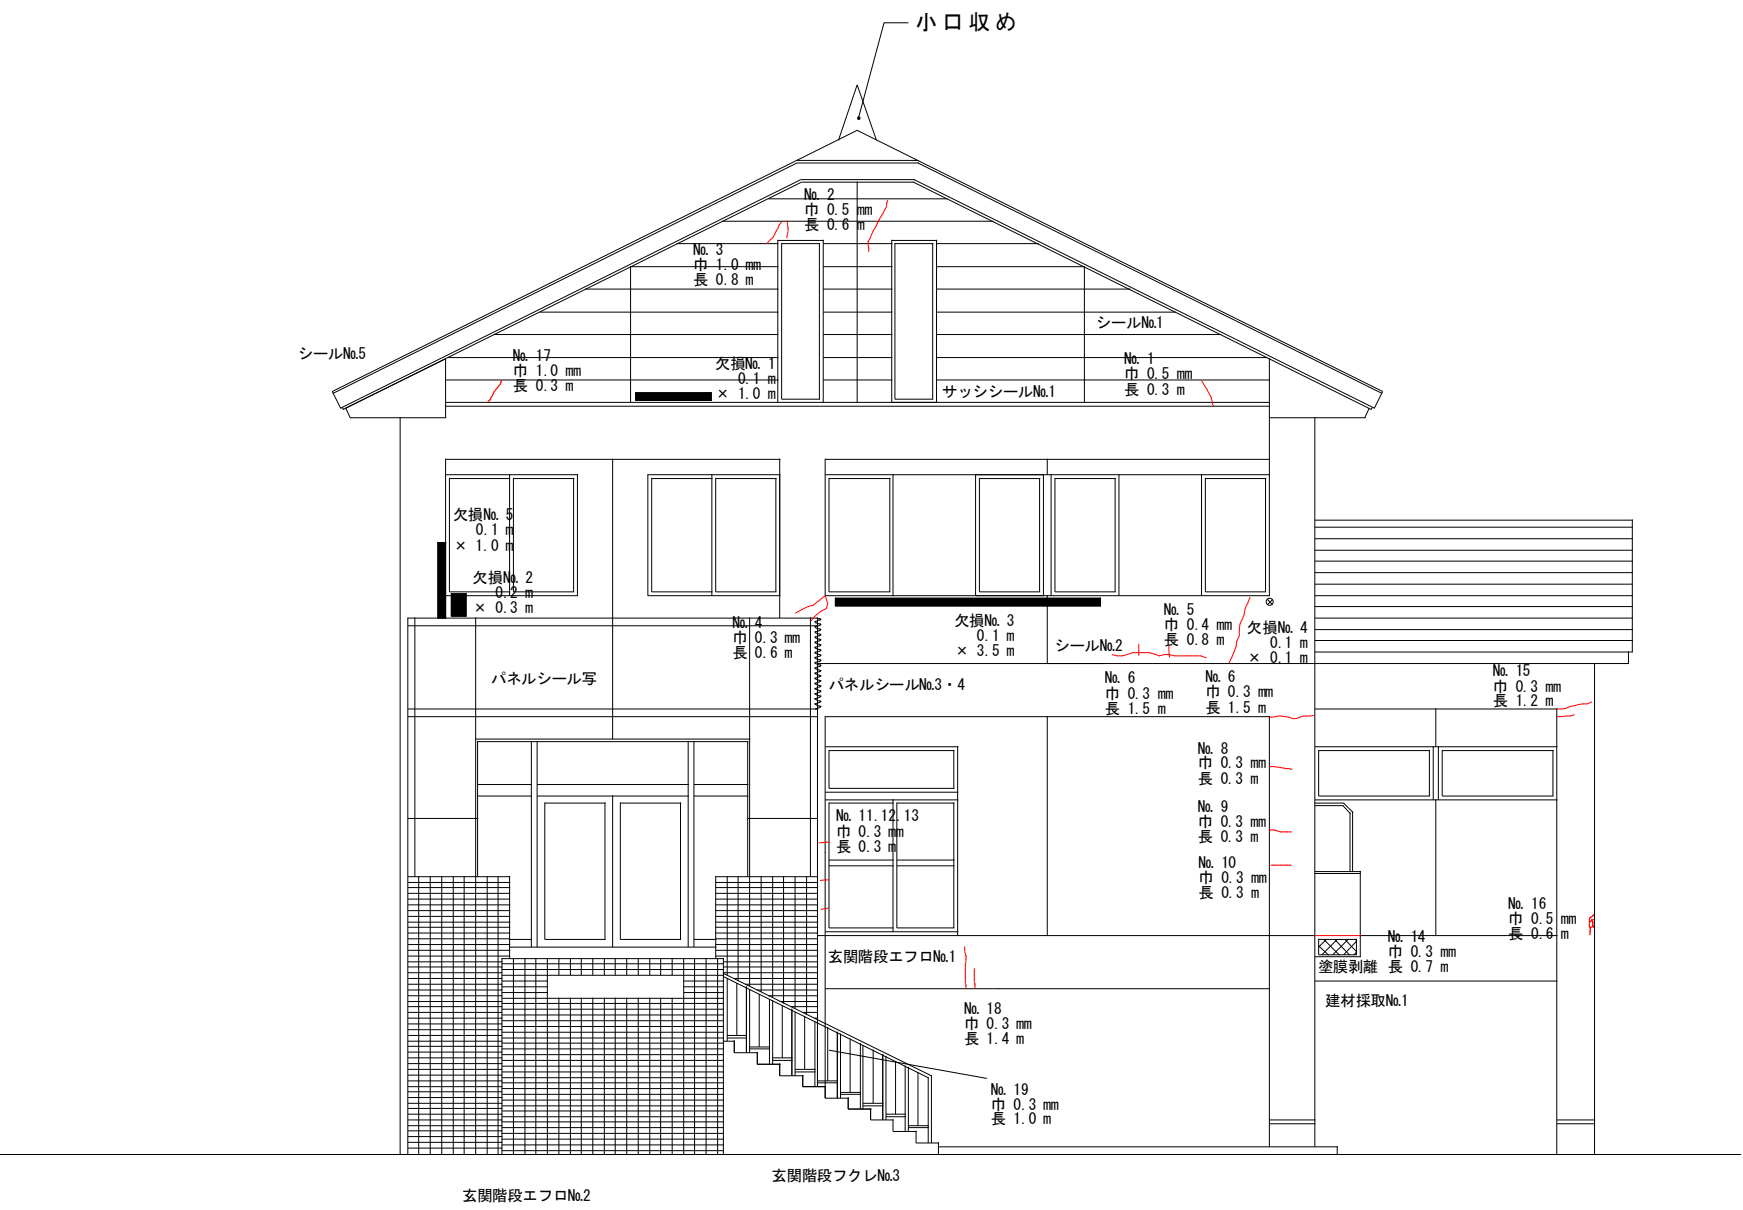 小口収め
No. 2
巾 0.5 mm
長 0.6 m
No. 3
巾 1.0 mm
長 0.8 m
シールNo.1
シールNo.5
No. 17
巾 1.0 mm
長 0.3 m
欠損No. 1
0.1 m
× 1.0 m
サッシシールNo.1
No. 1
巾 0.5 mm
長 0.3 m
欠損No. 5
0.1 m
× 1.0 m
欠損No. 2
0.2 m
× 0.3 m
No. 4
巾 0.3 mm
長 0.6 m
欠損No. 3
0.1 m
× 3.5 m
シールNo.2
No. 5
巾 0.4 mm
長 0.8 m
欠損No. 4
0.1 m
× 0.1 m
パネルシール写
パネルシールNo.3・4
No. 6
巾 0.3 mm
長 1.5 m
No. 6
巾 0.3 mm
長 1.5 m
No. 15
巾 0.3 mm
長 1.2 m
No. 8
巾 0.3 mm
長 0.3 m
No. 11.12.13
巾 0.3 mm
長 0.3 m
No. 9
巾 0.3 mm
長 0.3 m
No. 10
巾 0.3 mm
長 0.3 m
No. 16
巾 0.5 mm
長 0.6 m
No. 14
巾 0.3 mm
長 0.7 m
塗膜剥離
玄関階段エフロNo.1
建材採取No.1
No. 18
巾 0.3 mm
長 1.4 m
No. 19
巾 0.3 mm
長 1.0 m
玄関階段フクレNo.3
玄関階段エフロNo.2